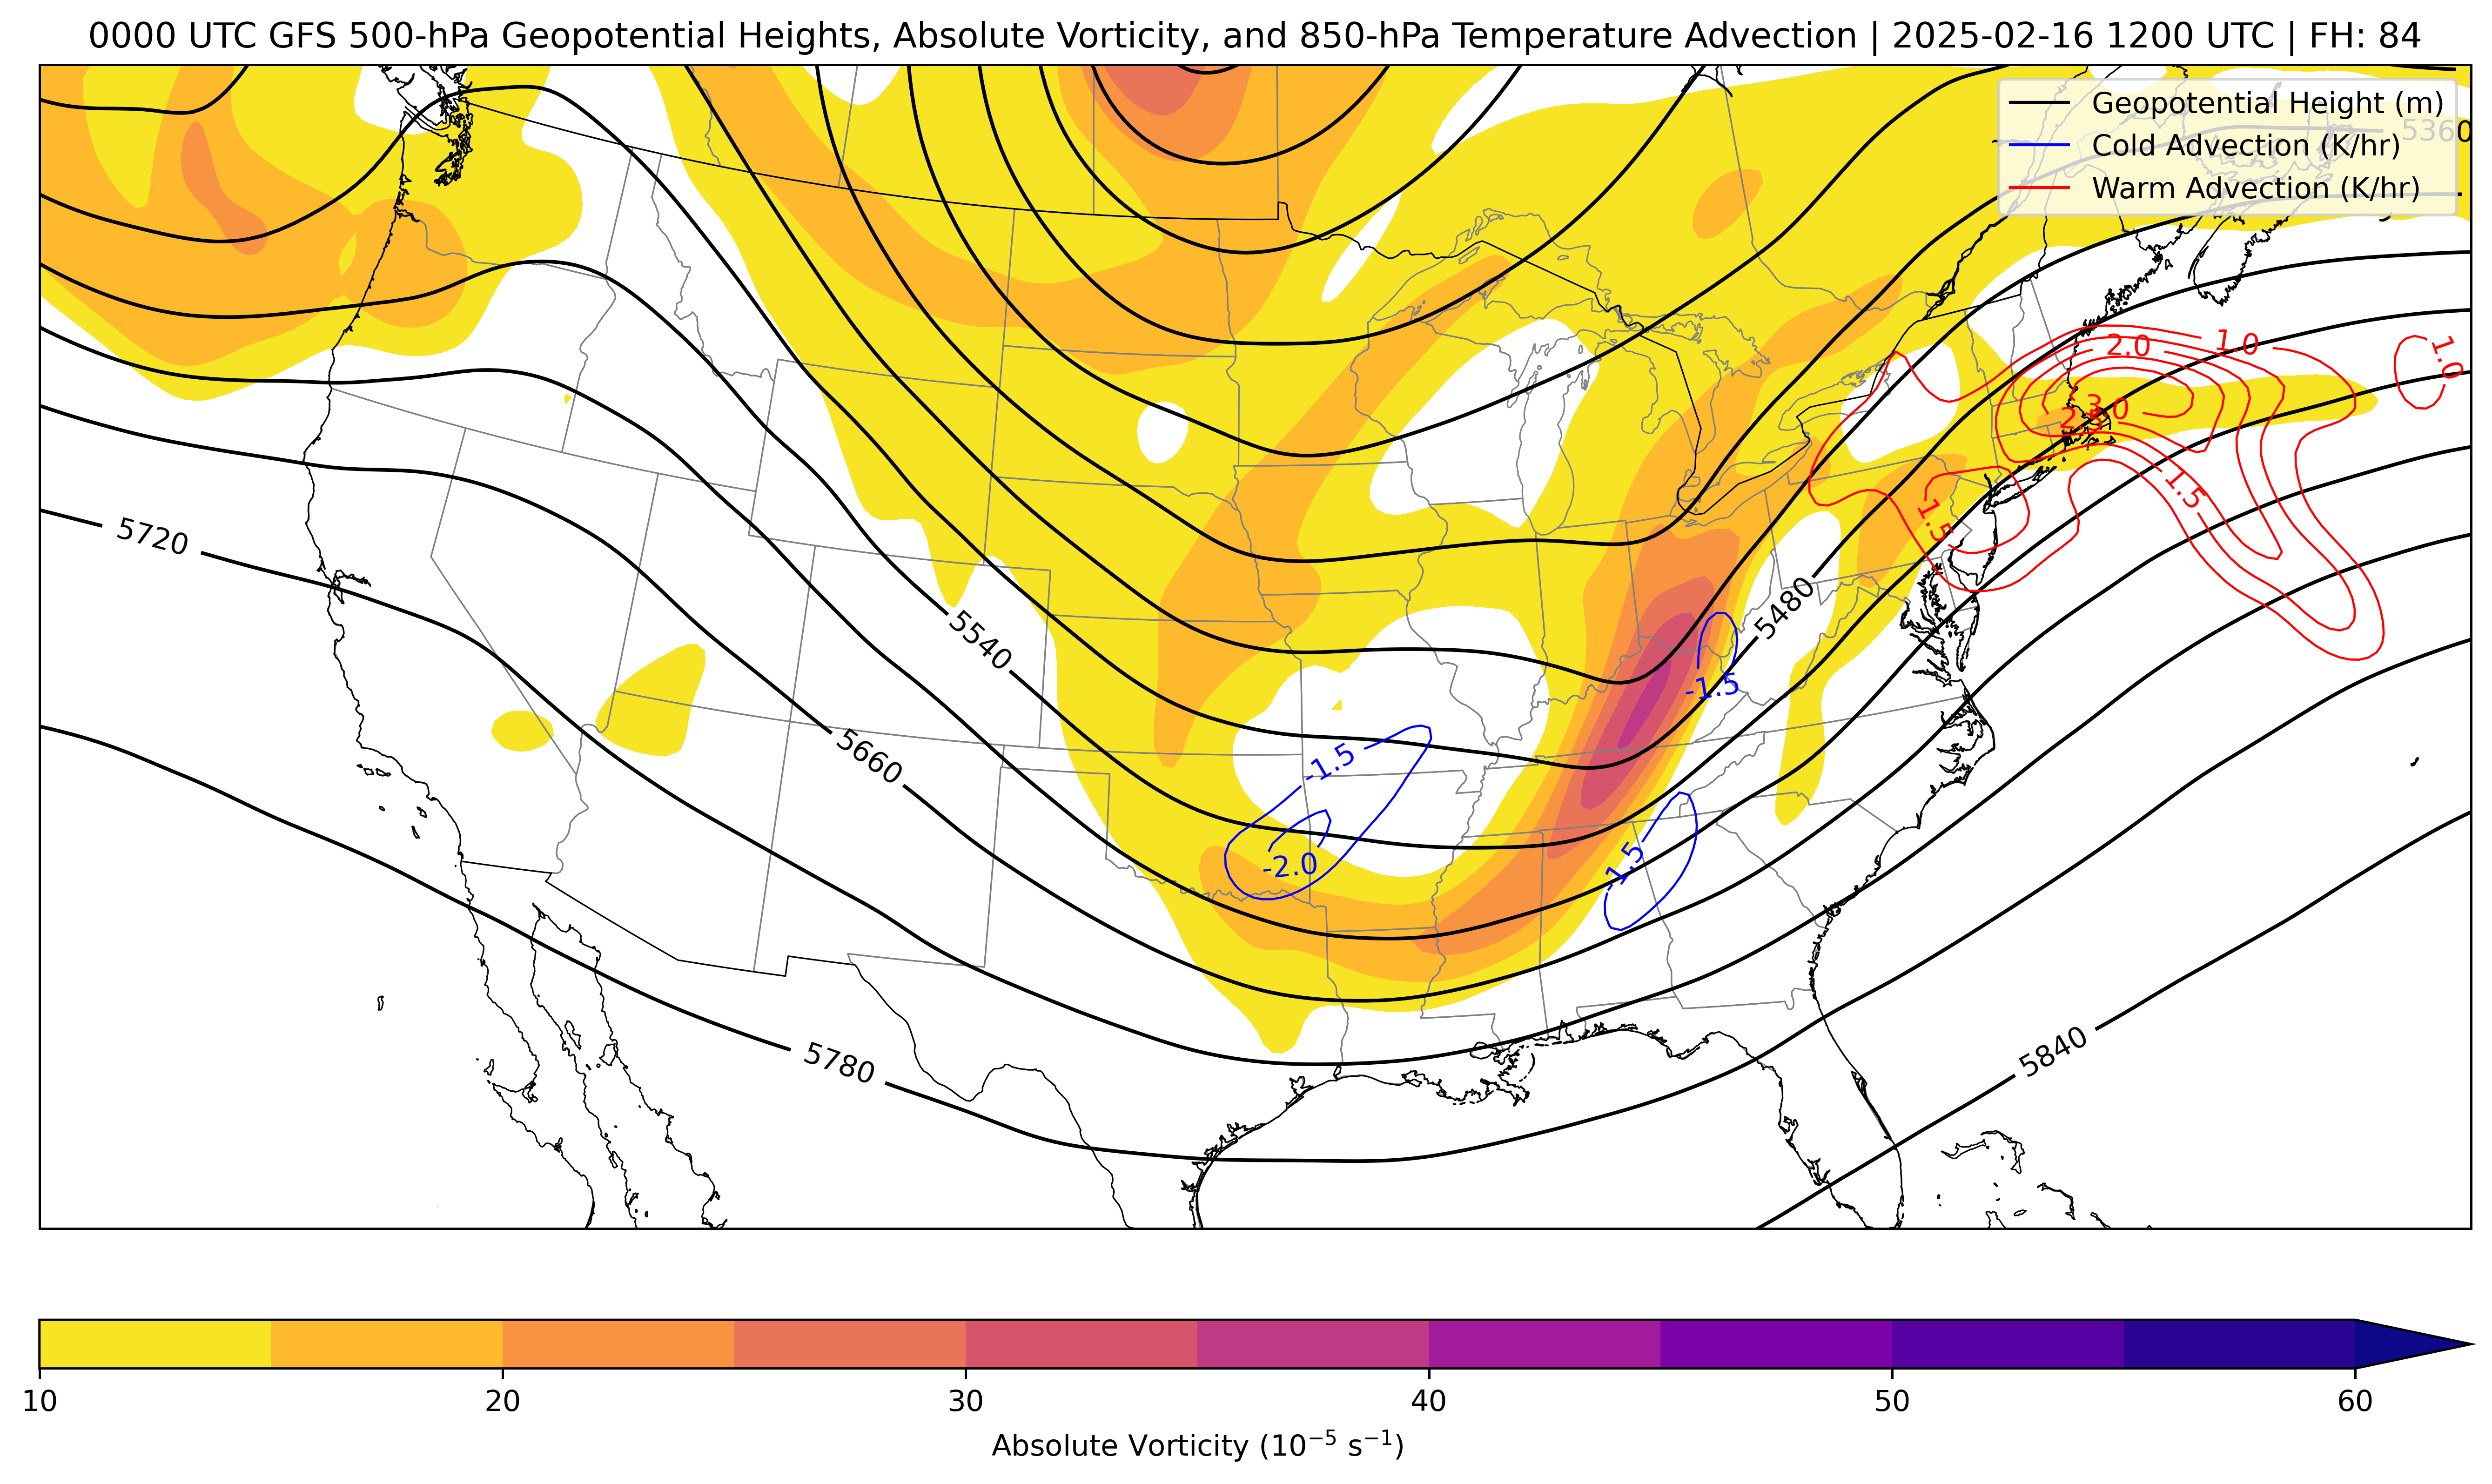 0000 UTC GFS 500-hPa Geopotential Heights, Absolute Vorticity, and 850-hPa Temperature Advection | 2025-02-16 1200 UTC | FH: 84
Geopotential Height (m)
Cold Advection (K/hr)
Warm Advection (K/hr)
5360
1.0
2.0
1.0
3.0
1.5
1.5
5720
5480
5540
-1.5
5660
-1.5
-2.0
-1.5
5780
5840
10 20 30 40 50 60
Absolute Vorticity (10⁻⁵ s⁻¹)